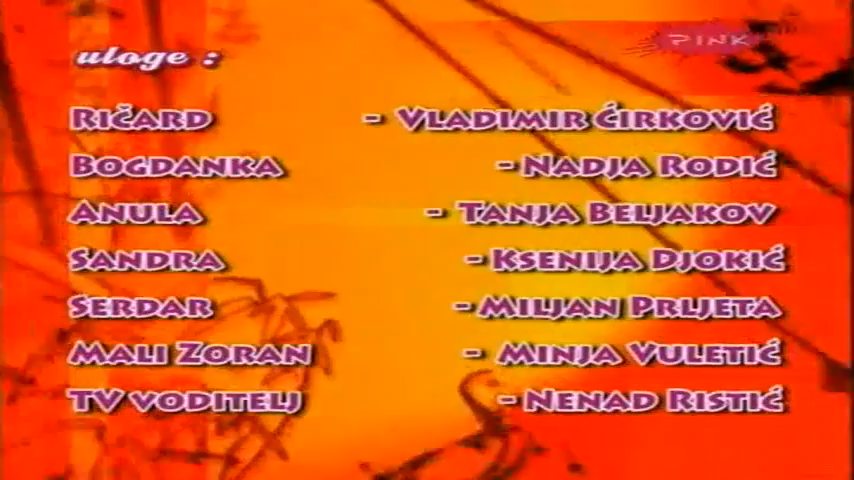 PINK
uloge :
RIČARD - VLADIMIR ĆIRKOVIĆ
BOGDANKA - NADJA RODIĆ
ANULA - TANJA BELJAKOV
SANDRA - KSENIJA DJOKIĆ
SERDAR - MILJAN PRLJETA
MALI ZORAN - MINJA VULETIĆ
TV VODITELJ - NENAD RISTIĆ